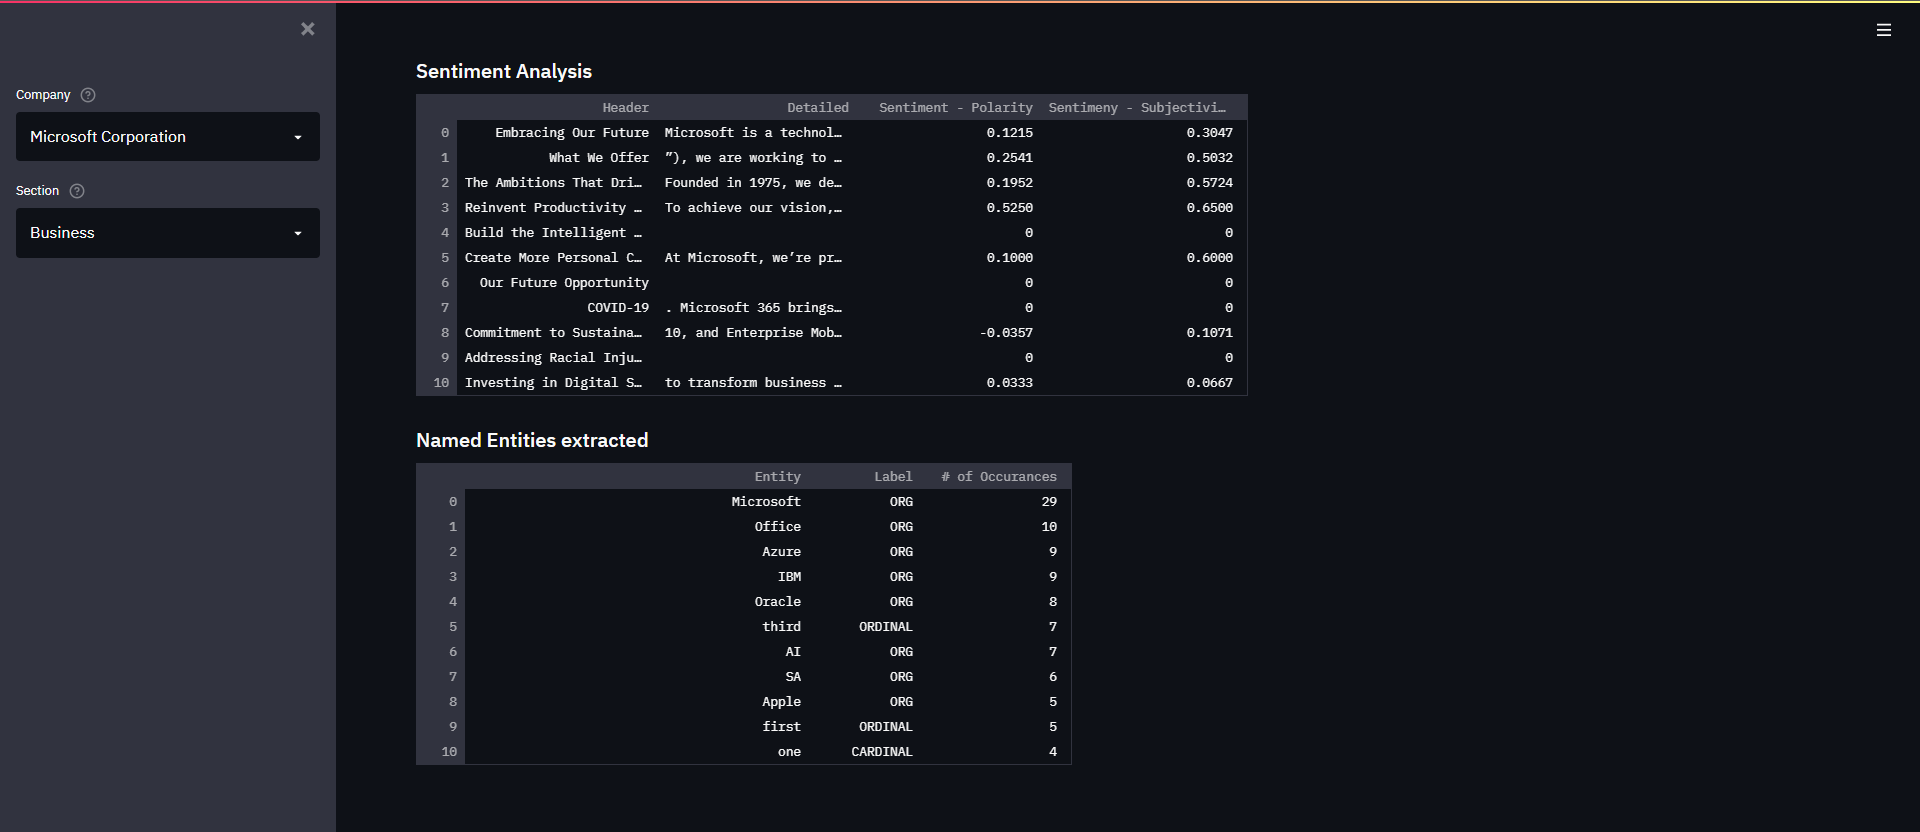 Company
Microsoft Corporation
Section
Business
Sentiment Analysis
Header Detailed Sentiment - Polarity Sentimeny - Subjectivi…
0 Embracing Our Future Microsoft is a technol… 0.1215 0.3047
1 What We Offer ”), we are working to … 0.2541 0.5032
2 The Ambitions That Dri… Founded in 1975, we de… 0.1952 0.5724
3 Reinvent Productivity … To achieve our vision,… 0.5250 0.6500
4 Build the Intelligent … 0 0
5 Create More Personal C… At Microsoft, we’re pr… 0.1000 0.6000
6 Our Future Opportunity 0 0
7 COVID-19 . Microsoft 365 brings… 0 0
8 Commitment to Sustaina… 10, and Enterprise Mob… -0.0357 0.1071
9 Addressing Racial Inju… 0 0
10 Investing in Digital S… to transform business … 0.0333 0.0667
Named Entities extracted
Entity Label # of Occurances
0 Microsoft ORG 29
1 Office ORG 10
2 Azure ORG 9
3 IBM ORG 9
4 Oracle ORG 8
5 third ORDINAL 7
6 AI ORG 7
7 SA ORG 6
8 Apple ORG 5
9 first ORDINAL 5
10 one CARDINAL 4